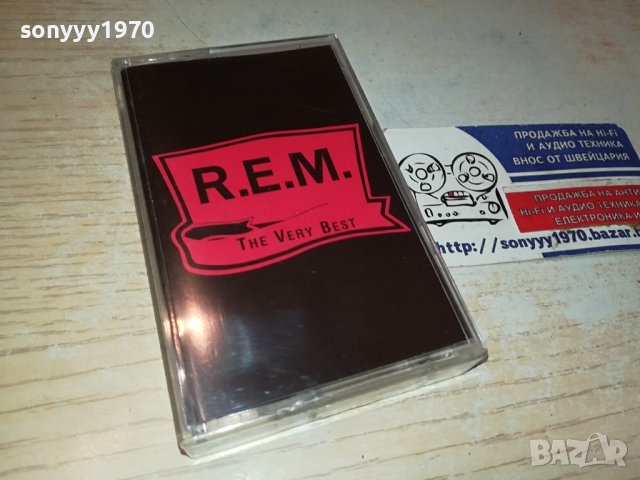 sonyyy1970
sonyyy1970
R.E.M.
THE VERY BEST
ПРОДАЖБА НА Hi-Fi
И АУДИО ТЕХНИКА
ВНОС ОТ ШВЕЙЦАРИЯ
ПРОДАЖБА НА АНТИ
Hi-Fi И АУДИО ТЕХНИКА
ЕЛЕКТРОНИКА
http://sonyyy1970.bazar.b
BAZAR